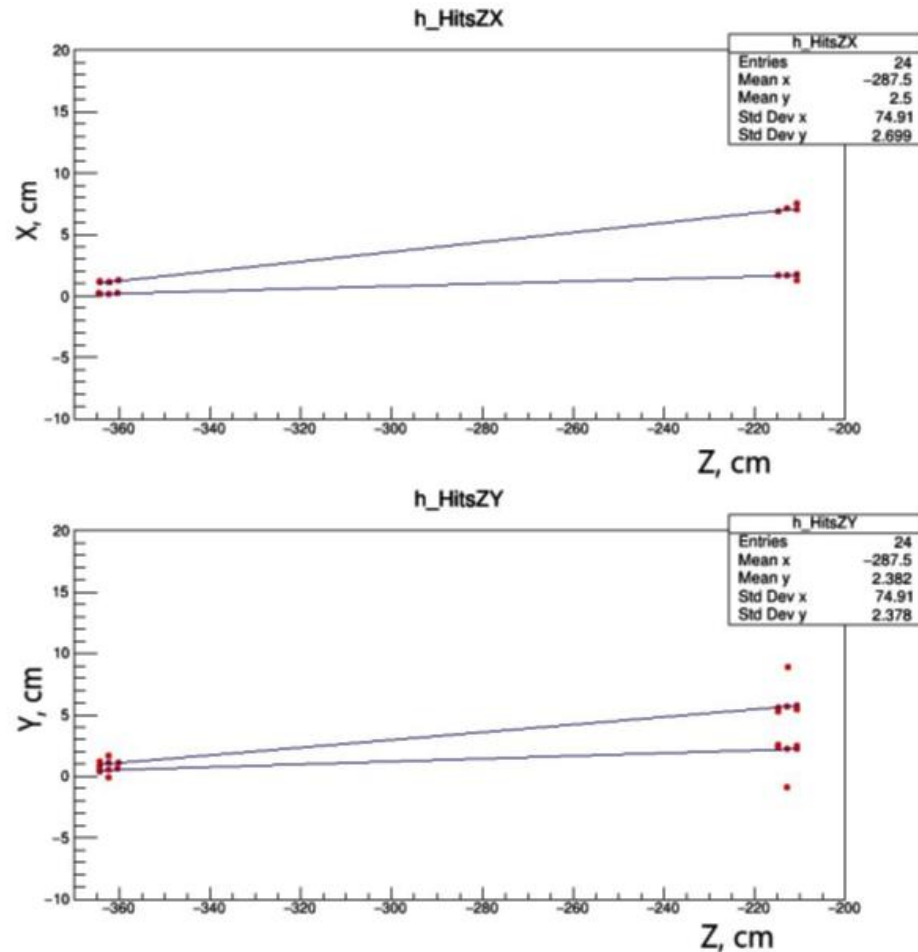 h_HitsZX
h_HitsZX
Entries 24
Mean x −287.5
Mean y 2.5
Std Dev x 74.91
Std Dev y 2.699
20
15
10
5
0
−5
−10
X, cm
−360 −340 −320 −300 −280 −260 −240 −220 −200
Z, cm
h_HitsZY
h_HitsZY
Entries 24
Mean x −287.5
Mean y 2.382
Std Dev x 74.91
Std Dev y 2.378
20
15
10
5
0
−5
−10
Y, cm
−360 −340 −320 −300 −280 −260 −240 −220 −200
Z, cm